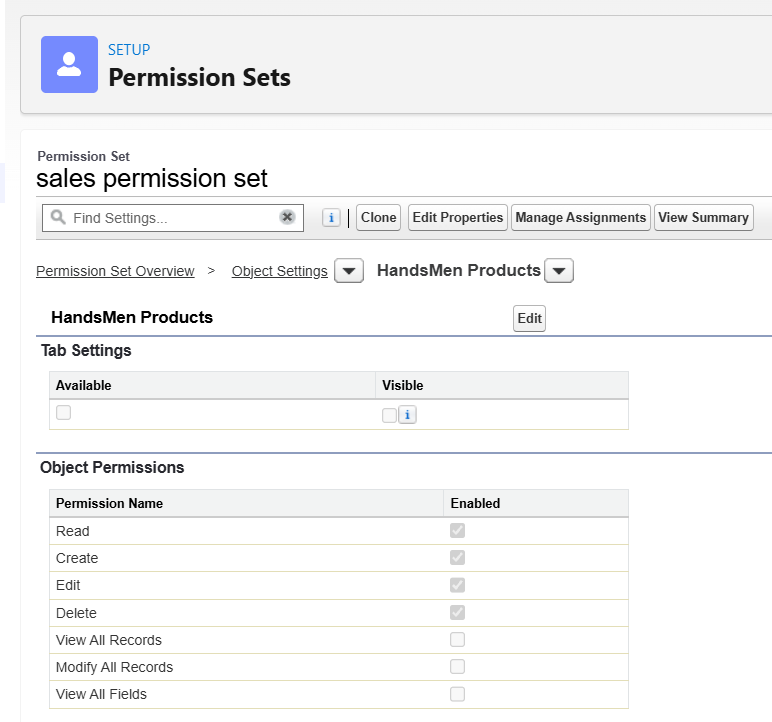 SETUP
Permission Sets
Permission Set
sales permission set
Find Settings... i Clone Edit Properties Manage Assignments View Summary
Permission Set Overview > Object Settings HandsMen Products
HandsMen Products Edit
Tab Settings
Available Visible
i
Object Permissions
Permission Name Enabled
Read
Create
Edit
Delete
View All Records
Modify All Records
View All Fields